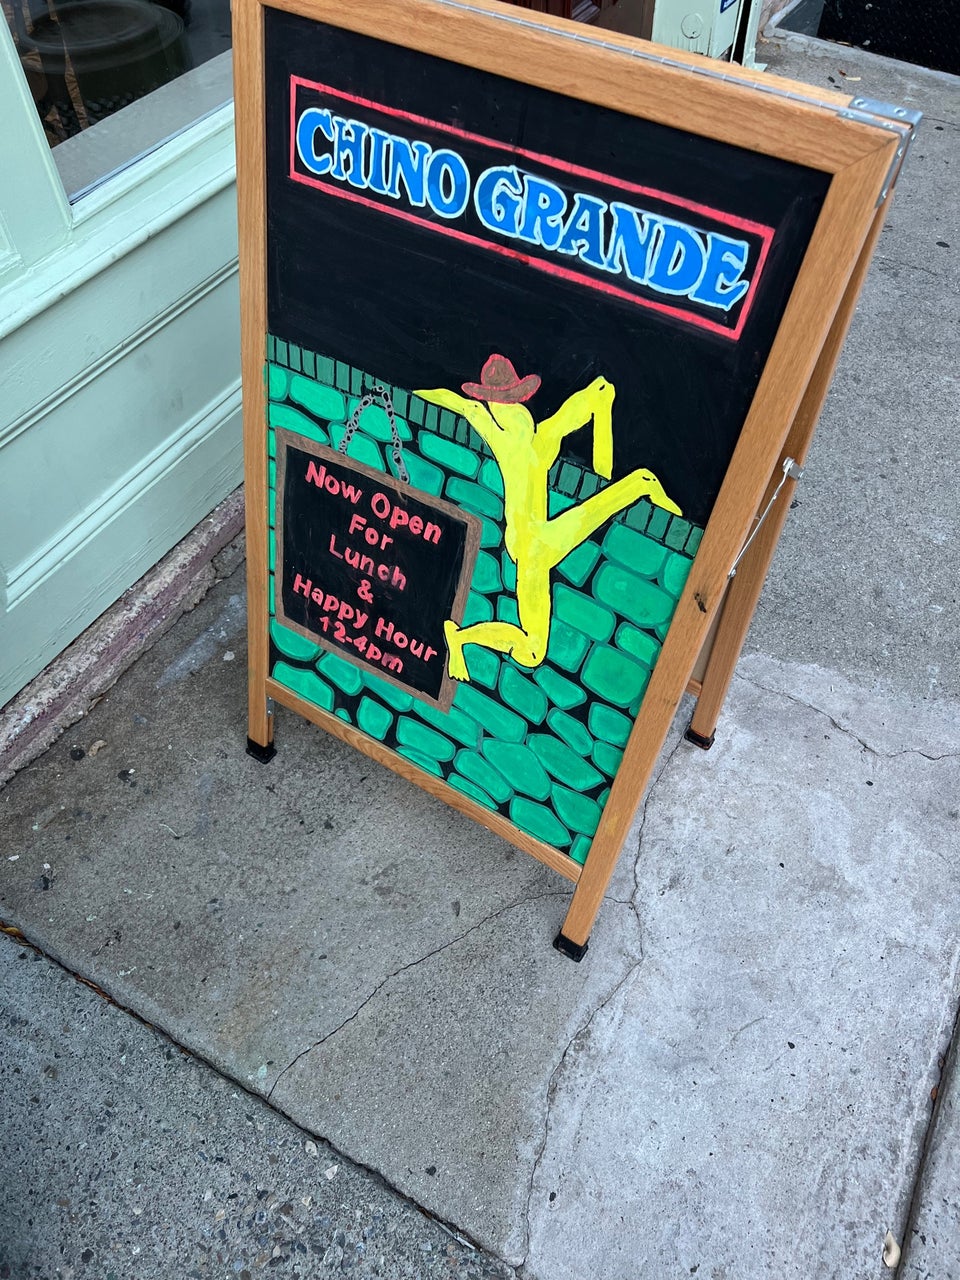 CHINO GRANDE
Now Open
For
Lunch
&
Happy Hour
12-4pm